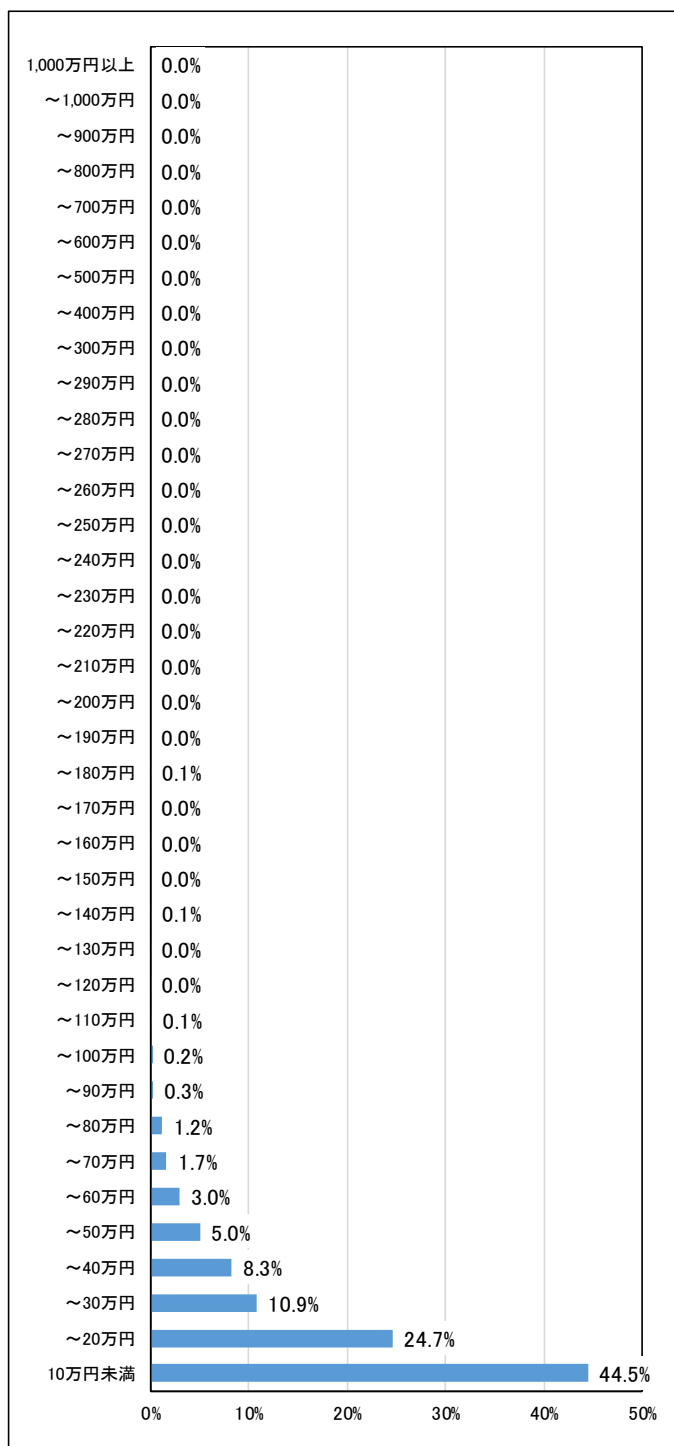 1,000万円以上 0.0%
～1,000万円 0.0%
～900万円 0.0%
～800万円 0.0%
～700万円 0.0%
～600万円 0.0%
～500万円 0.0%
～400万円 0.0%
～300万円 0.0%
～290万円 0.0%
～280万円 0.0%
～270万円 0.0%
～260万円 0.0%
～250万円 0.0%
～240万円 0.0%
～230万円 0.0%
～220万円 0.0%
～210万円 0.0%
～200万円 0.0%
～190万円 0.0%
～180万円 0.1%
～170万円 0.0%
～160万円 0.0%
～150万円 0.0%
～140万円 0.1%
～130万円 0.0%
～120万円 0.0%
～110万円 0.1%
～100万円 0.2%
～90万円 0.3%
～80万円 1.2%
～70万円 1.7%
～60万円 3.0%
～50万円 5.0%
～40万円 8.3%
～30万円 10.9%
～20万円 24.7%
10万円未満 44.5%
0% 10% 20% 30% 40% 50%